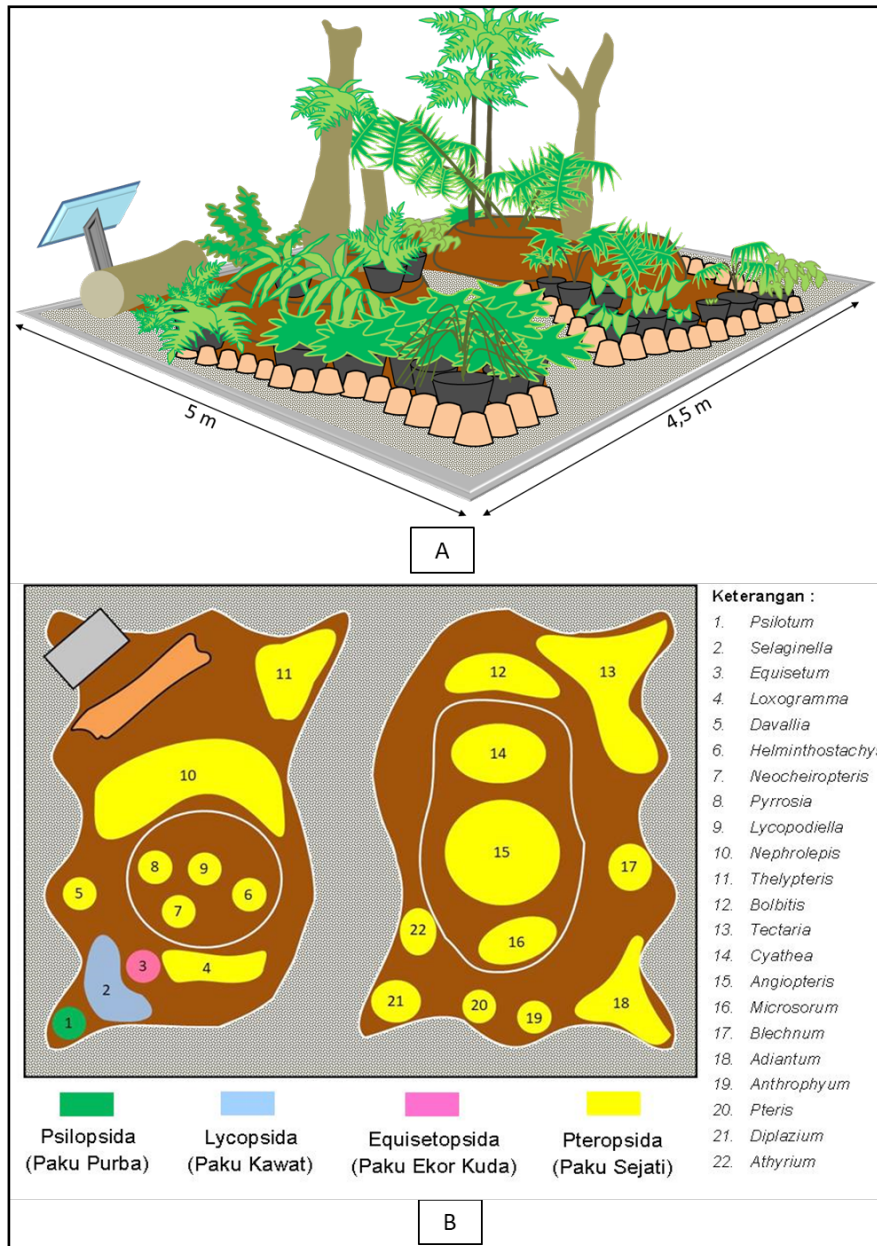 5 m
4,5 m
A
Keterangan :
1. Psilotum
2. Selaginella
3. Equisetum
4. Loxogramma
5. Davallia
6. Helminthostachys
7. Neocheiropteris
8. Pyrrosia
9. Lycopodiella
10. Nephrolepis
11. Thelypteris
12. Bolbitis
13. Tectaria
14. Cyathea
15. Angiopteris
16. Microsorum
17. Blechnum
18. Adiantum
19. Anthrophyum
20. Pteris
21. Diplazium
22. Athyrium
11
12
13
14
10
15
8
9
17
5
7
6
22
16
3
4
2
21
20
19
18
1
Psilopsida
(Paku Purba)
Lycopsida
(Paku Kawat)
Equisetopsida
(Paku Ekor Kuda)
Pteropsida
(Paku Sejati)
B